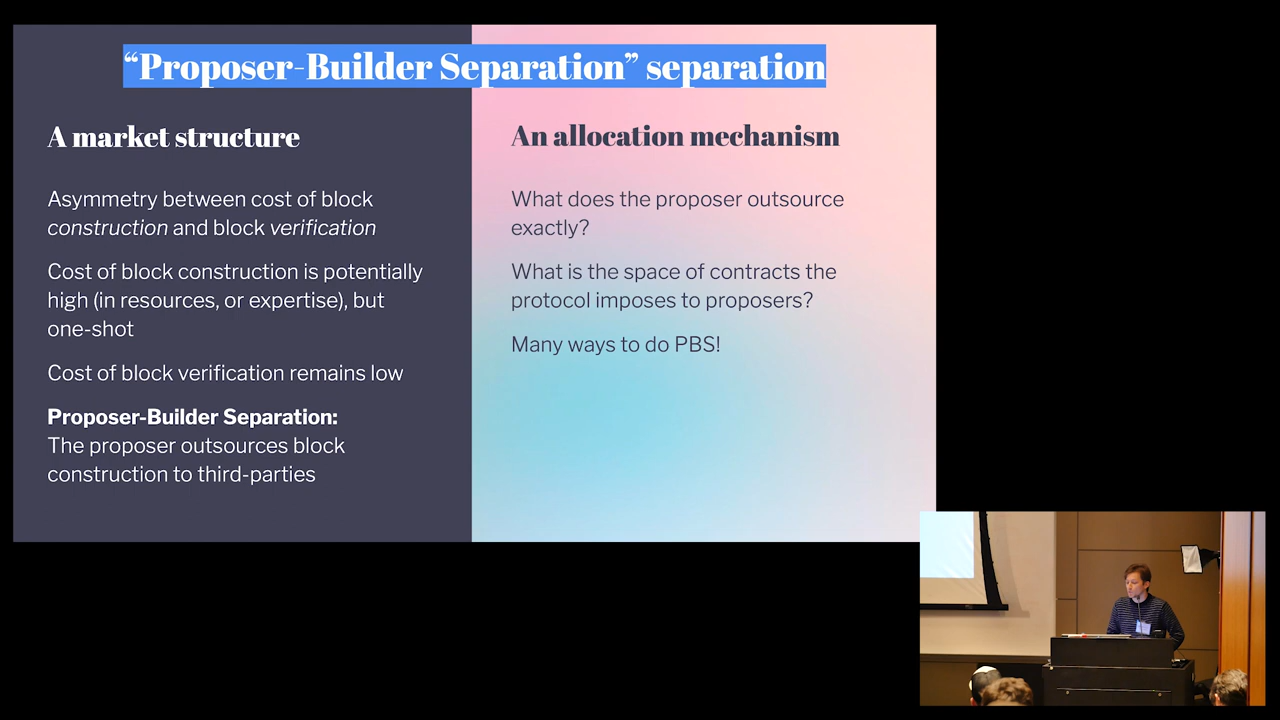 “Proposer-Builder Separation” separation
A market structure
Asymmetry between cost of block
construction and block verification
Cost of block construction is potentially
high (in resources, or expertise), but
one-shot
Cost of block verification remains low
Proposer-Builder Separation:
The proposer outsources block
construction to third-parties
An allocation mechanism
What does the proposer outsource
exactly?
What is the space of contracts the
protocol imposes to proposers?
Many ways to do PBS!